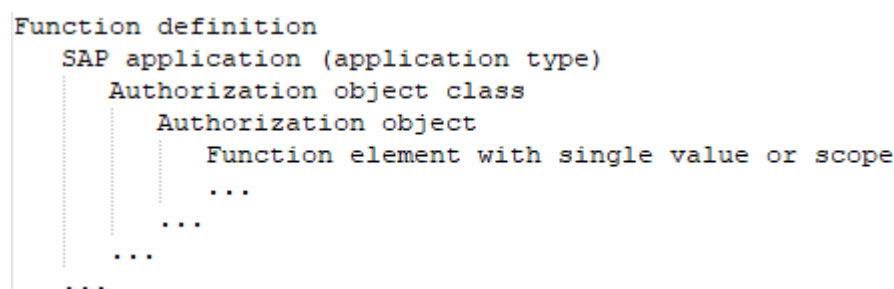 Function definition
SAP application (application type)
Authorization object class
Authorization object
Function element with single value or scope
...
...
...
...